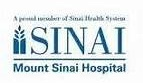 A proud member of Sinai Health System
SINAI
Mount Sinai Hospital